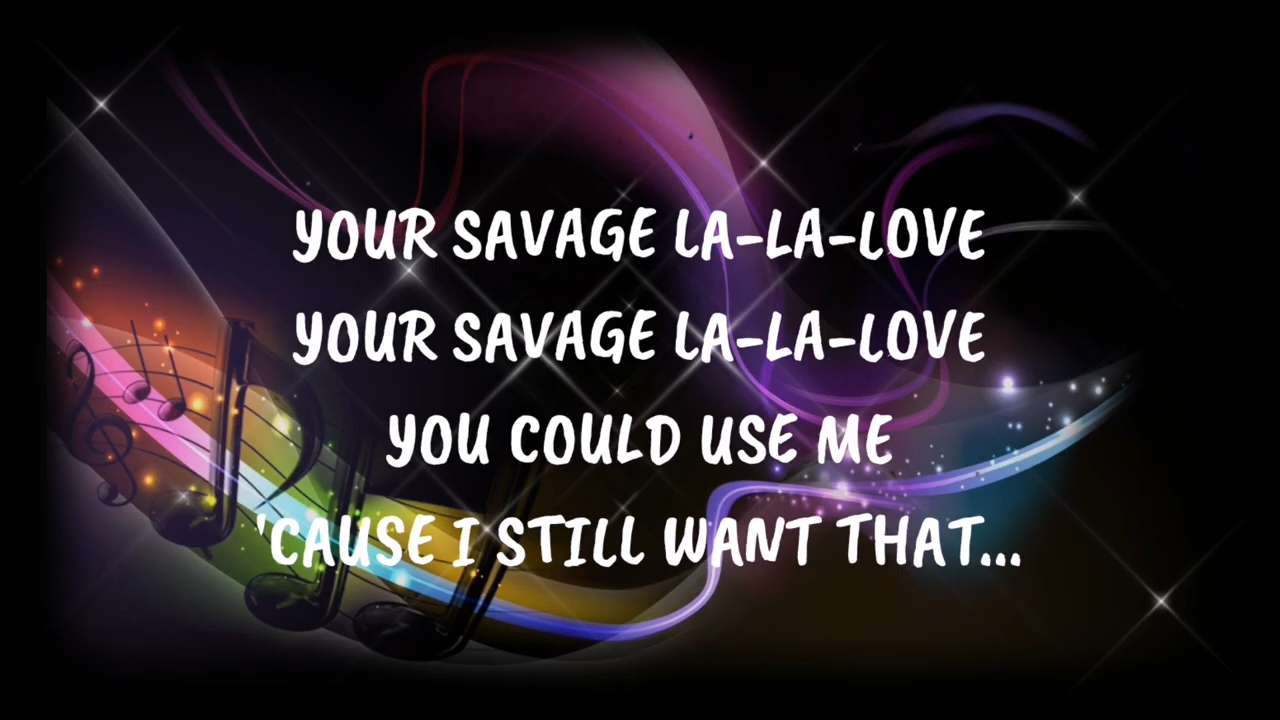 YOUR SAVAGE LA-LA-LOVE
YOUR SAVAGE LA-LA-LOVE
YOU COULD USE ME
'CAUSE I STILL WANT THAT...